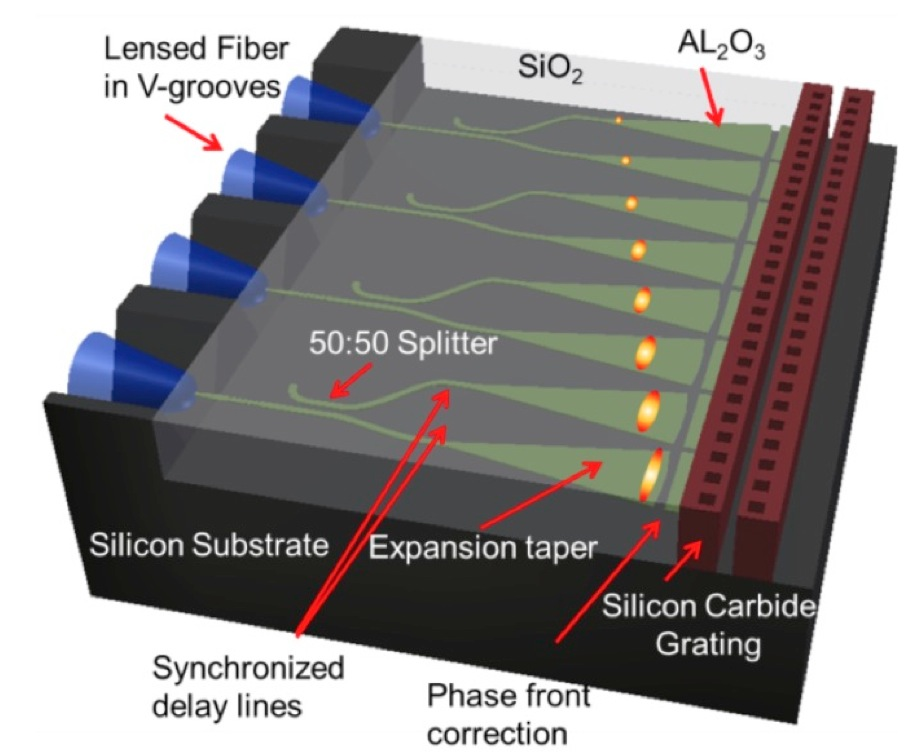 Lensed Fiber
in V-grooves
SiO₂
AL₂O₃
50:50 Splitter
Silicon Substrate
Expansion taper
Silicon Carbide
Grating
Synchronized
delay lines
Phase front
correction